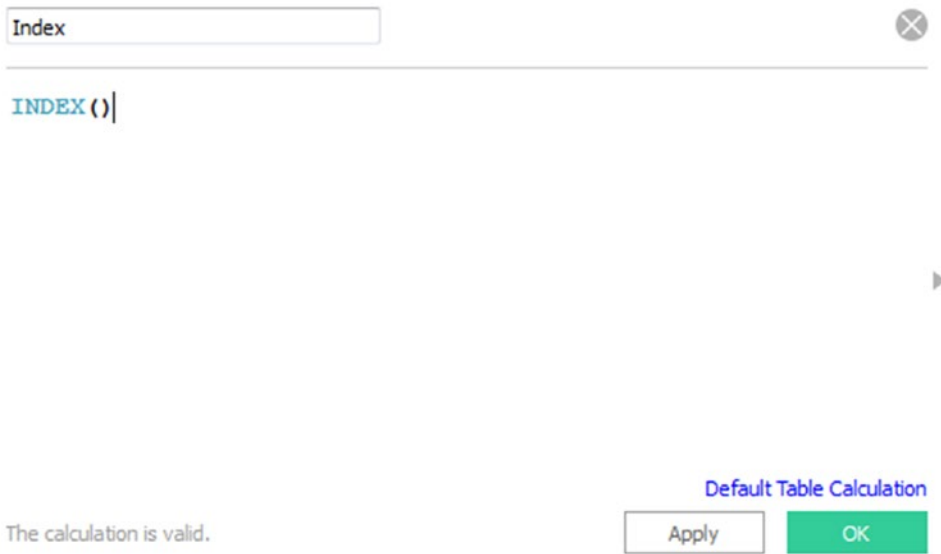 Index
INDEX()
Default Table Calculation
The calculation is valid.
Apply
OK